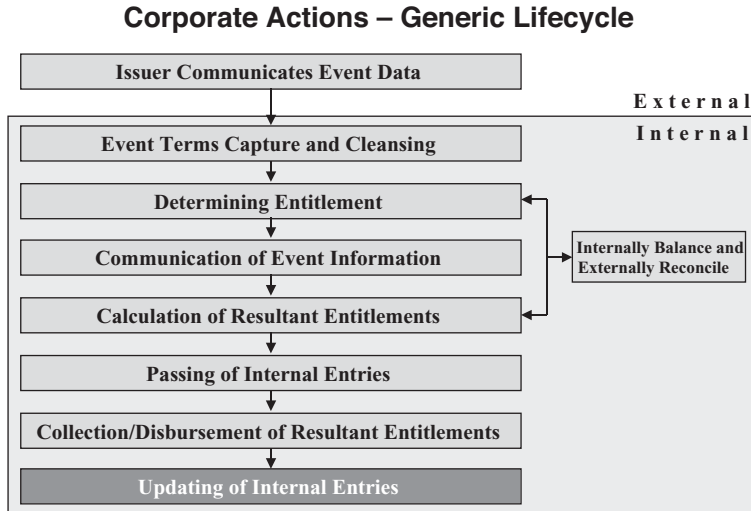 Corporate Actions – Generic Lifecycle
Issuer Communicates Event Data
External
Internal
Event Terms Capture and Cleansing
Determining Entitlement
Internally Balance and
Externally Reconcile
Communication of Event Information
Calculation of Resultant Entitlements
Passing of Internal Entries
Collection/Disbursement of Resultant Entitlements
Updating of Internal Entries